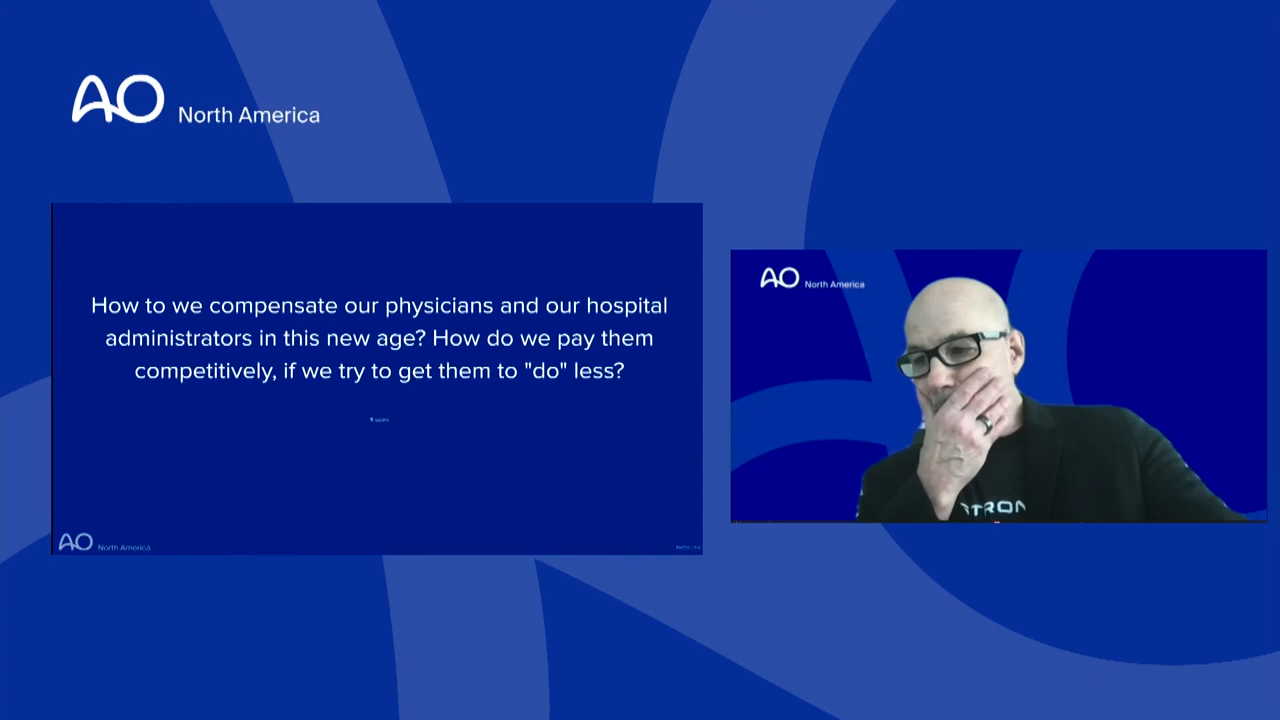 AO North America
How to we compensate our physicians and our hospital
administrators in this new age? How do we pay them
competitively, if we try to get them to "do" less?
AO North America
AO North America
TRON